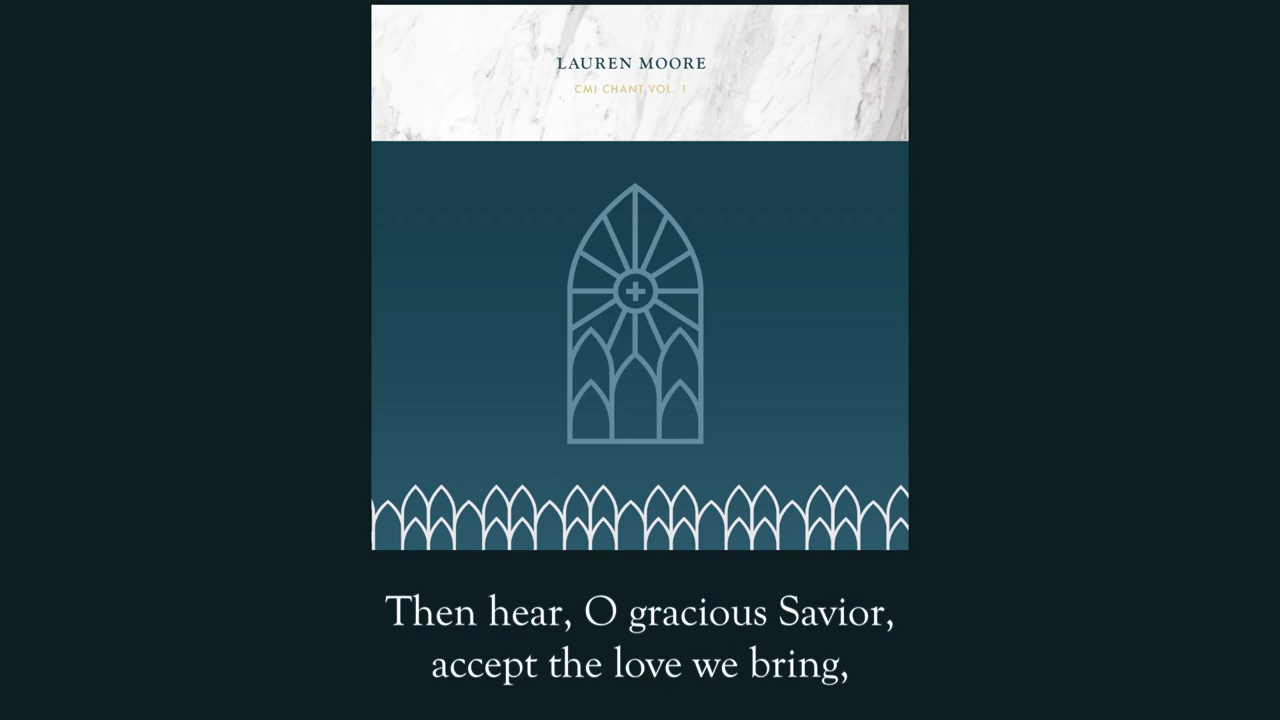 LAUREN MOORE
CMI CHANT VOL. 1
Then hear, O gracious Savior,
accept the love we bring,